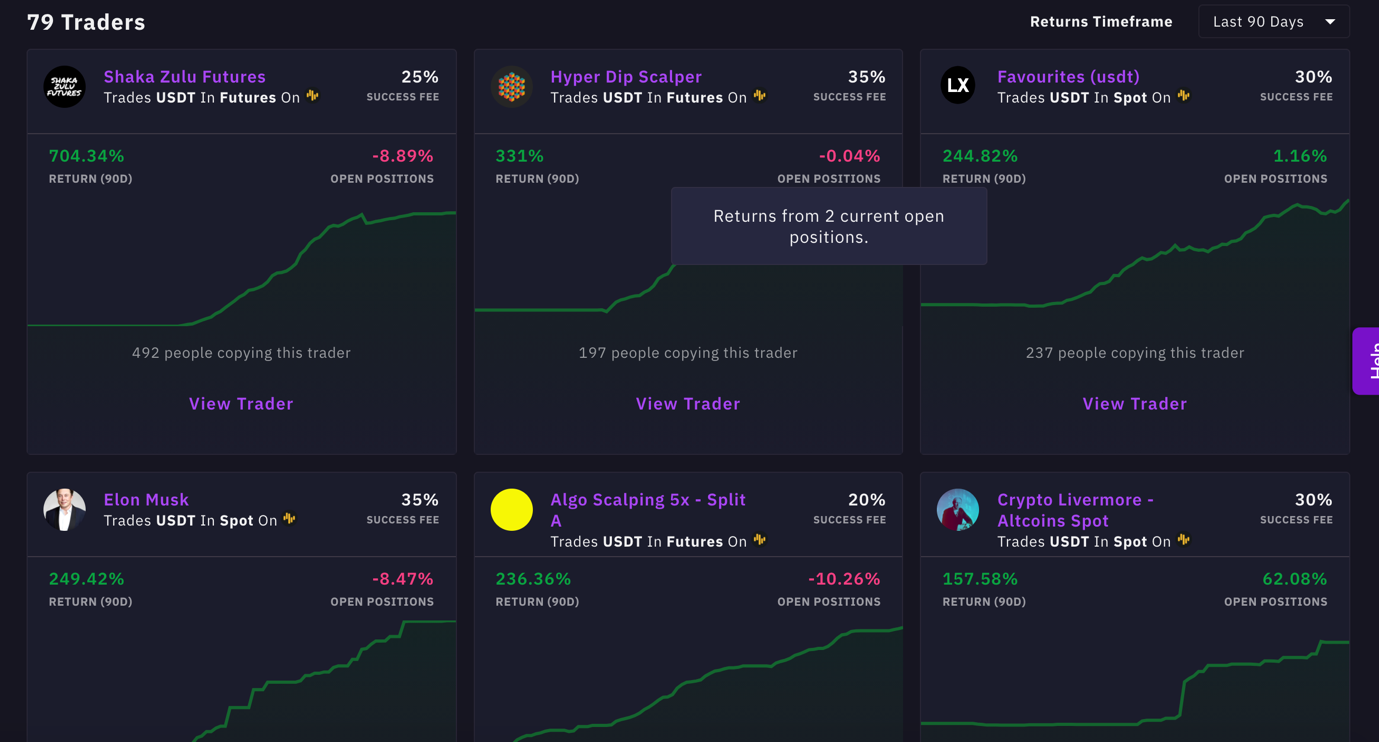 79 Traders
Returns Timeframe
Last 90 Days
SHAKA
ZULU
FUTURES
Shaka Zulu Futures
Trades USDT In Futures On
25%
SUCCESS FEE
704.34%
RETURN (90D)
-8.89%
OPEN POSITIONS
492 people copying this trader
View Trader
Hyper Dip Scalper
Trades USDT In Futures On
35%
SUCCESS FEE
331%
RETURN (90D)
-0.04%
OPEN POSITIONS
Returns from 2 current open
positions.
197 people copying this trader
View Trader
LX
Favourites (usdt)
Trades USDT In Spot On
30%
SUCCESS FEE
244.82%
RETURN (90D)
1.16%
OPEN POSITIONS
237 people copying this trader
View Trader
Help
Elon Musk
Trades USDT In Spot On
35%
SUCCESS FEE
249.42%
RETURN (90D)
-8.47%
OPEN POSITIONS
Algo Scalping 5x - Split
A
Trades USDT In Futures On
20%
SUCCESS FEE
236.36%
RETURN (90D)
-10.26%
OPEN POSITIONS
Crypto Livermore -
Altcoins Spot
Trades USDT In Spot On
30%
SUCCESS FEE
157.58%
RETURN (90D)
62.08%
OPEN POSITIONS